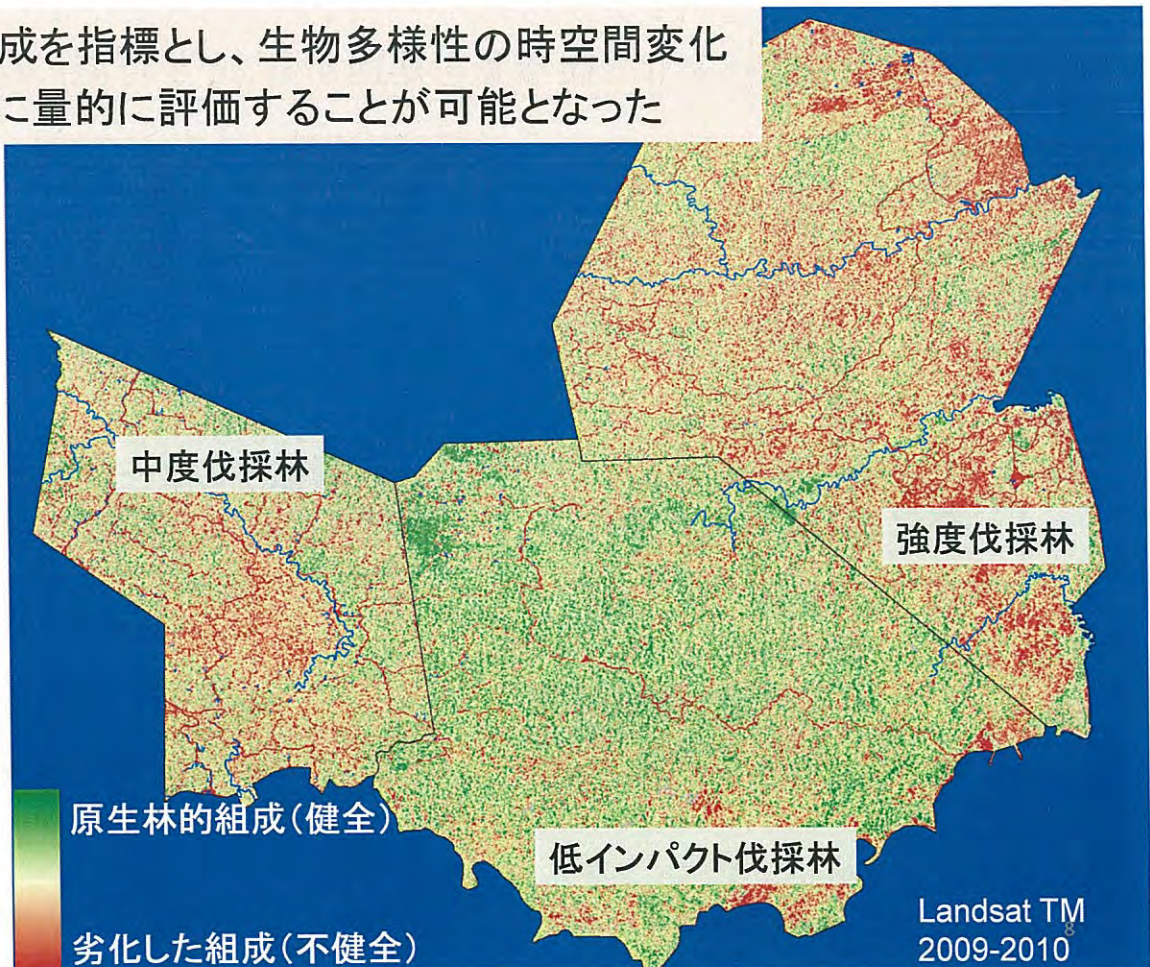 成を指標とし、生物多様性の時空間変化
に量的に評価することが可能となった
中度伐採林
強度伐採林
原生林的組成(健全)
低インパクト伐採林
劣化した組成(不健全)
Landsat TM
8
2009-2010